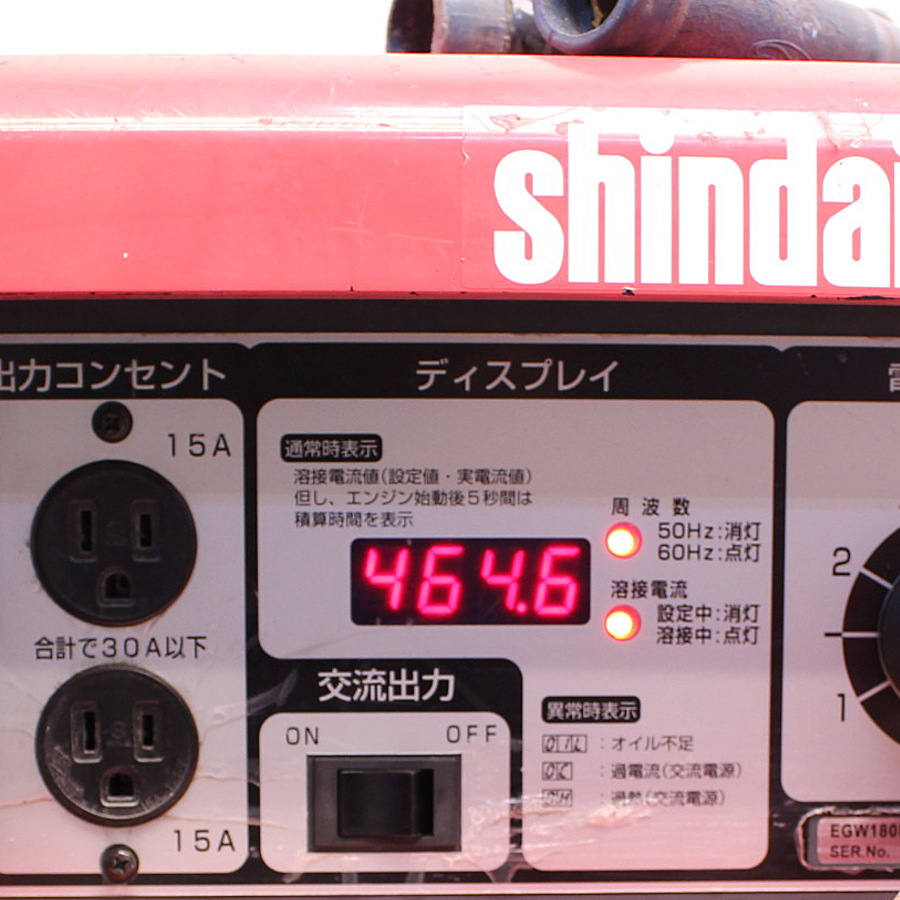 shindai
出力コンセント
15A
合計で30A以下
15A
ディスプレイ
通常時表示
溶接電流値(設定値・実電流値)
但し、エンジン始動後5秒間は
積算時間を表示
464.6
周波数
50Hz:消灯
60Hz:点灯
溶接電流
設定中:消灯
溶接中:点灯
交流出力
ON OFF
異常時表示
OIL:オイル不足
OC:過電流(交流電源)
OH:過熱(交流電源)
電
2
1
EGW180
SER.No.